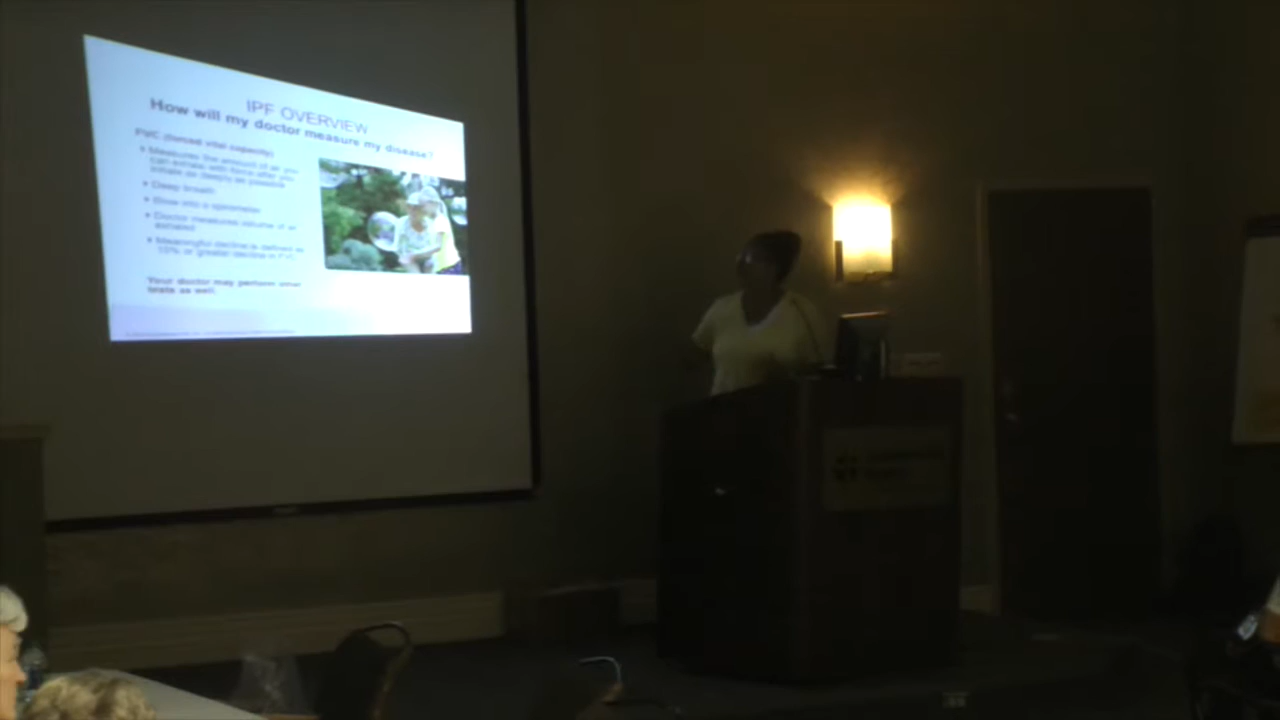 IPF OVERVIEW
How will my doctor measure my disease?
FVC (forced vital capacity)
Measures the amount of air you
can exhale with force after you
inhale as deeply as possible
Deep breath
Blow into a spirometer
Doctor measures volume of air
exhaled
Meaningful decline is defined as
10% or greater decline in FVC
Your doctor may perform other
tests as well.